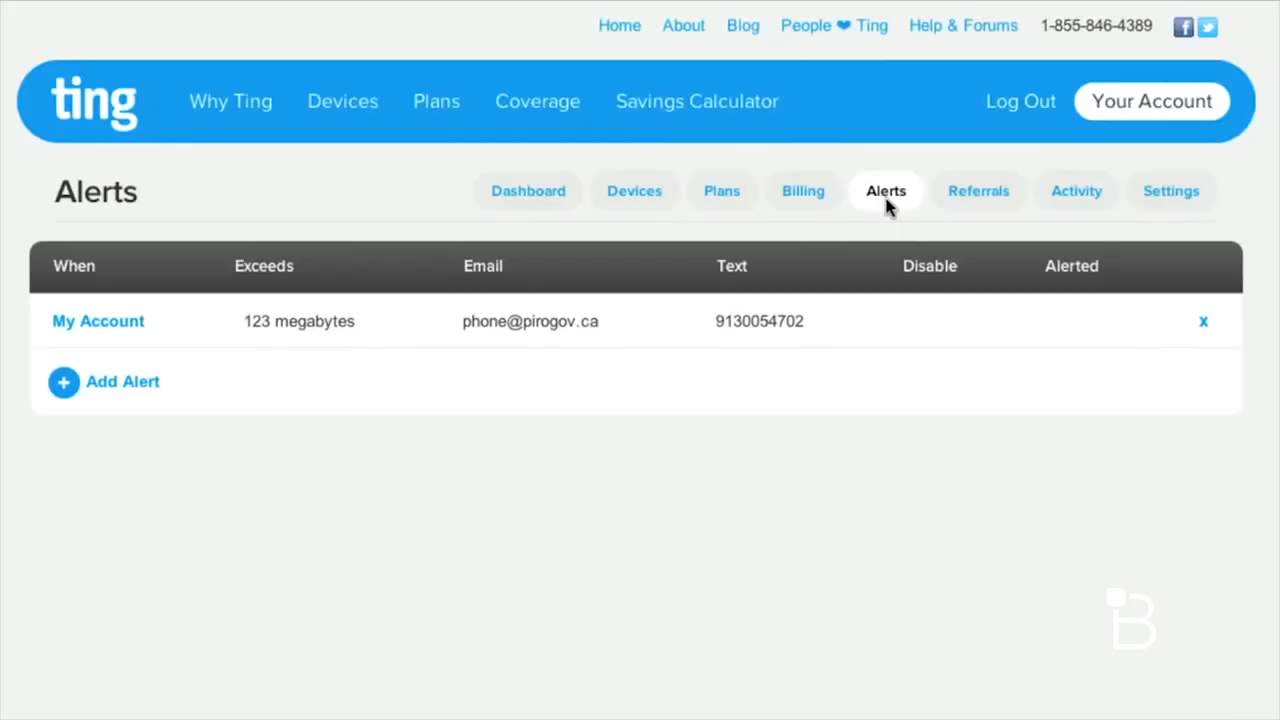 Home About Blog People ❤ Ting Help & Forums 1-855-846-4389 f
ting Why Ting Devices Plans Coverage Savings Calculator Log Out Your Account
Alerts Dashboard Devices Plans Billing Alerts Referrals Activity Settings
When Exceeds Email Text Disable Alerted
My Account 123 megabytes phone@pirogov.ca 9130054702 x
+ Add Alert
B